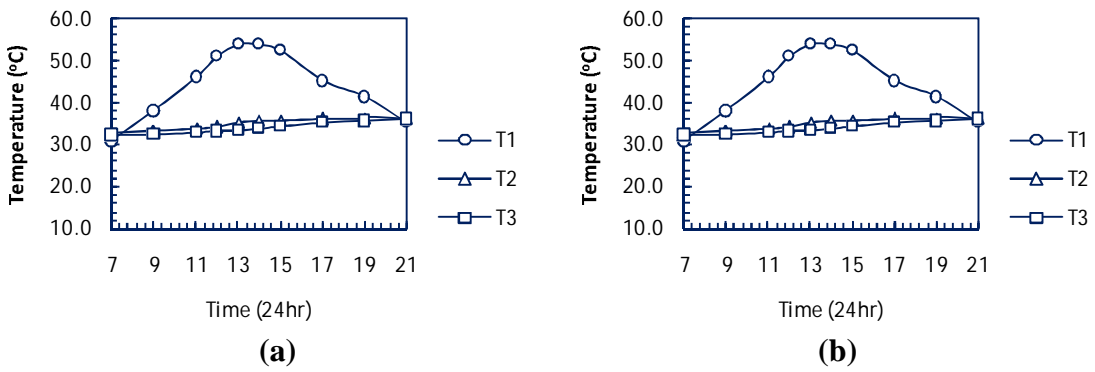 60.0
50.0
40.0
30.0
20.0
10.0
Temperature (ºC)
7 9 11 13 15 17 19 21
Time (24hr)
T1
T2
T3
(a)
60.0
50.0
40.0
30.0
20.0
10.0
Temperature (ºC)
7 9 11 13 15 17 19 21
Time (24hr)
T1
T2
T3
(b)